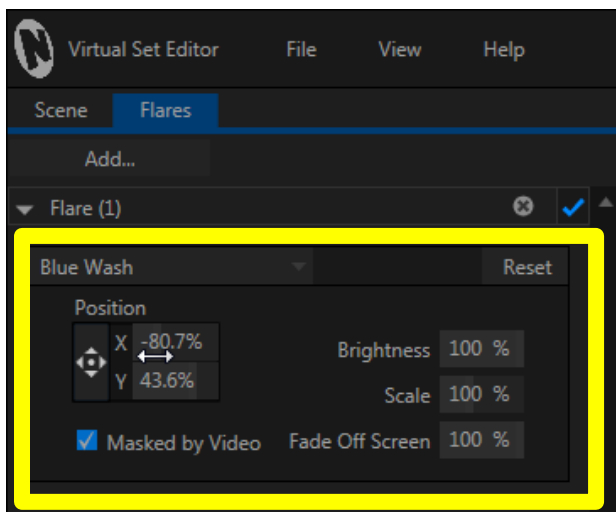 Virtual Set Editor File View Help
Scene Flares
Add...
Flare (1)
Blue Wash Reset
Position
X -80.7%
Brightness 100 %
Y 43.6%
Scale 100 %
Masked by Video Fade Off Screen 100 %